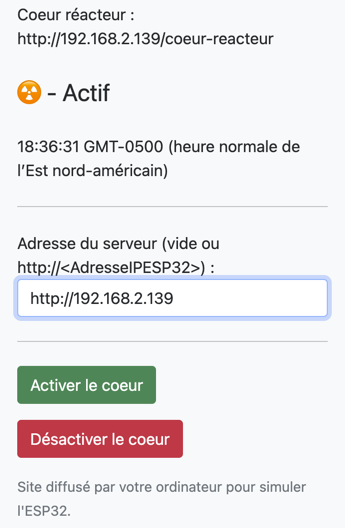 Coeur réacteur :
http://192.168.2.139/coeur-reacteur
☢️ - Actif
18:36:31 GMT-0500 (heure normale de
l’Est nord-américain)
Adresse du serveur (vide ou
http://<AdresseIPESP32>) :
http://192.168.2.139
Activer le coeur
Désactiver le coeur
Site diffusé par votre ordinateur pour simuler
l'ESP32.